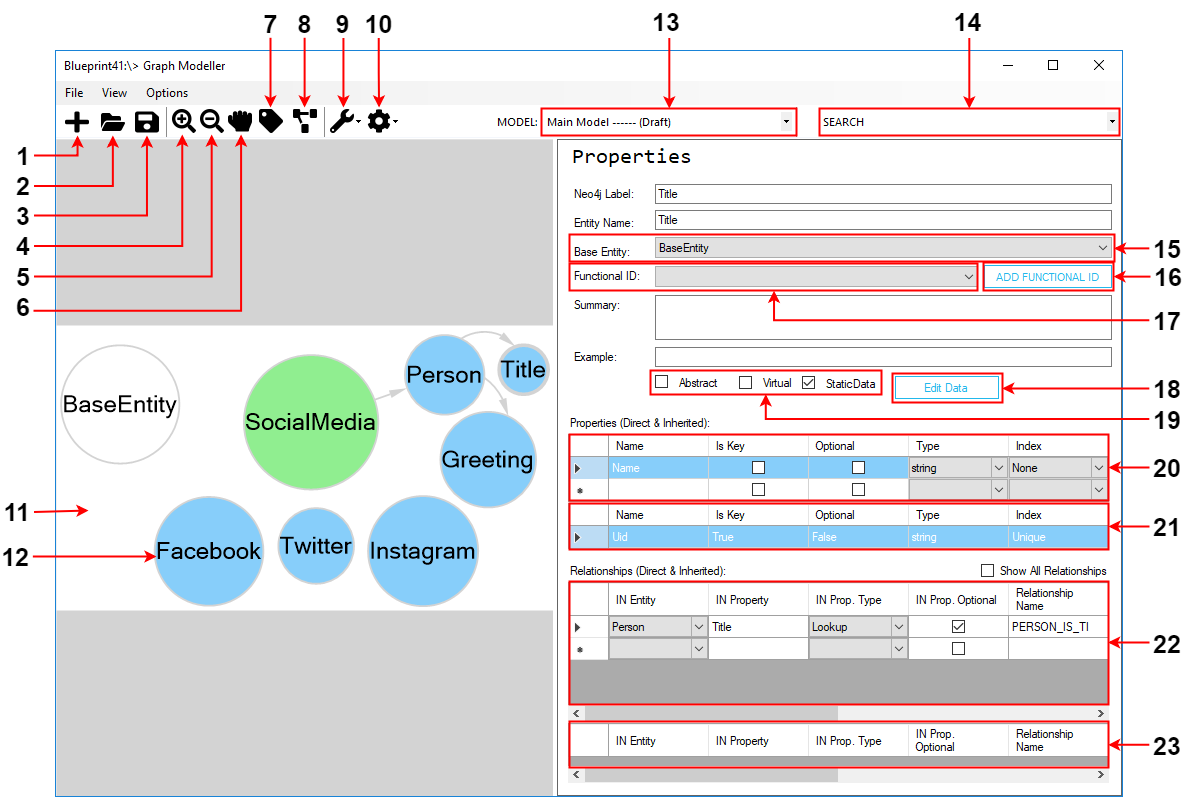 7 8 9 10 13 14
Blueprint41:\> Graph Modeller
File View Options
MODEL: Main Model ------ (Draft) SEARCH
1
2
3
4
5
6
Properties
Neo4j Label: Title
Entity Name: Title
Base Entity: BaseEntity 15
Functional ID: ADD FUNCTIONAL ID 16
Summary: 17
Example:
Abstract Virtual StaticData Edit Data 18
19
BaseEntity
SocialMedia
Person
Title
Greeting
11
12
Facebook
Twitter
Instagram
Properties (Direct & Inherited):
Name Is Key Optional Type Index
Name string None 20
Name Is Key Optional Type Index
Uid True False string Unique 21
Relationships (Direct & Inherited): Show All Relationships
IN Entity IN Property IN Prop. Type IN Prop. Optional Relationship Name
Person Title Lookup PERSON_IS_TI
22
IN Entity IN Property IN Prop. Type IN Prop. Optional Relationship Name
23